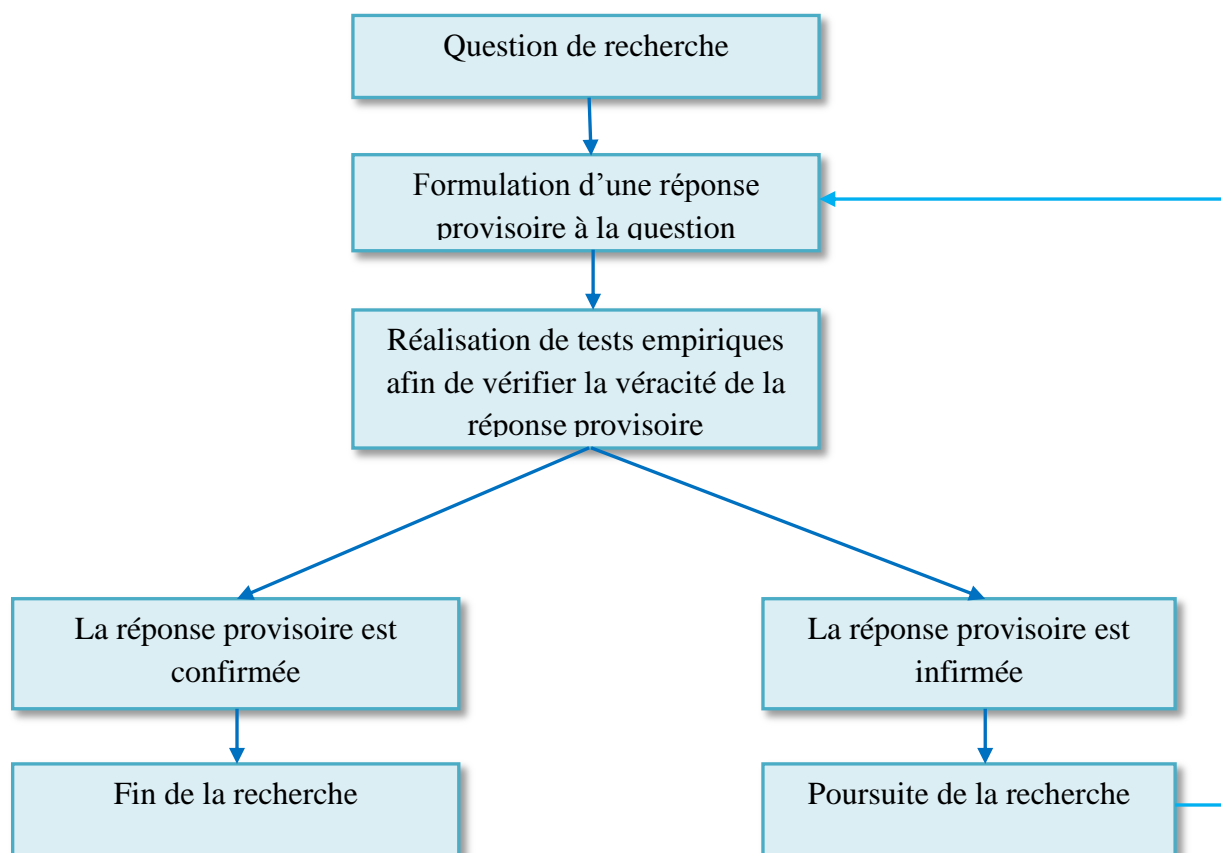 Question de recherche
Formulation d’une réponse
provisoire à la question
Réalisation de tests empiriques
afin de vérifier la véracité de la
réponse provisoire
La réponse provisoire est
confirmée
La réponse provisoire est
infirmée
Fin de la recherche
Poursuite de la recherche